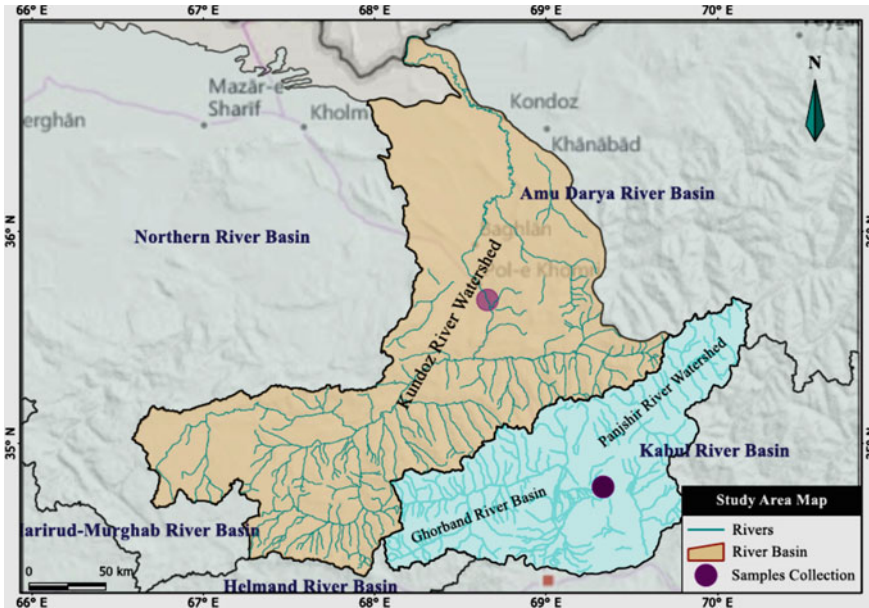 66° E 67° E 68° E 69° E 70° E
N
Mazār-e
Sharīf
Kholm
Kondoz
Khānābād
erghān
Amu Darya River Basin
36° N
Northern River Basin
Baghlān
Pol-e Khomri
Kundoz River Watershed
Panjshir River Watershed
35° N
Kabul River Basin
Ghorband River Basin
Study Area Map
Rivers
River Basin
Samples Collection
Harirud-Murghab River Basin
0 50 km
Helmand River Basin
66° E 67° E 68° E 69° E 70° E